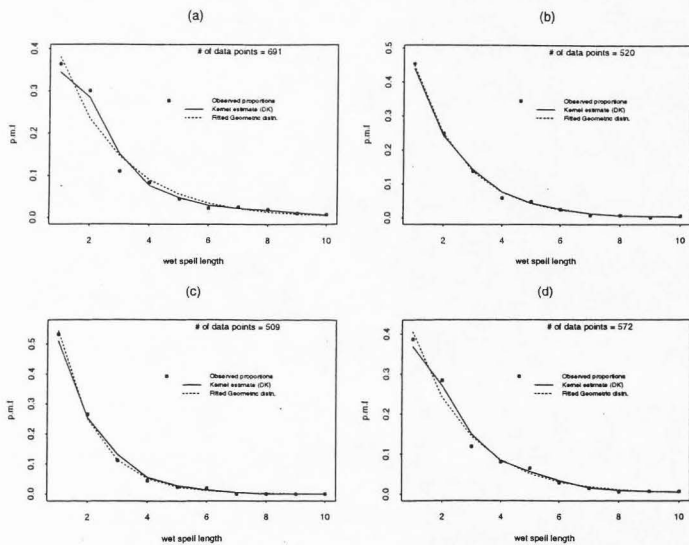 (a)
# of data points = 691
Observed proportions
Kernel estimate (DK)
Fitted Geometric distn.
p.m.f
0.4
0.3
0.2
0.1
0.0
2 4 6 8 10
wet spell length
(b)
# of data points = 520
Observed proportions
Kernel estimate (DK)
Fitted Geometric distn.
p.m.f
0.5
0.4
0.3
0.2
0.1
0.0
2 4 6 8 10
wet spell length
(c)
# of data points = 509
Observed proportions
Kernel estimate (DK)
Fitted Geometric distn.
p.m.f
0.5
0.4
0.3
0.2
0.1
0.0
2 4 6 8 10
wet spell length
(d)
# of data points = 572
Observed proportions
Kernel estimate (DK)
Fitted Geometric distn.
p.m.f
0.4
0.3
0.2
0.1
0.0
2 4 6 8 10
wet spell length